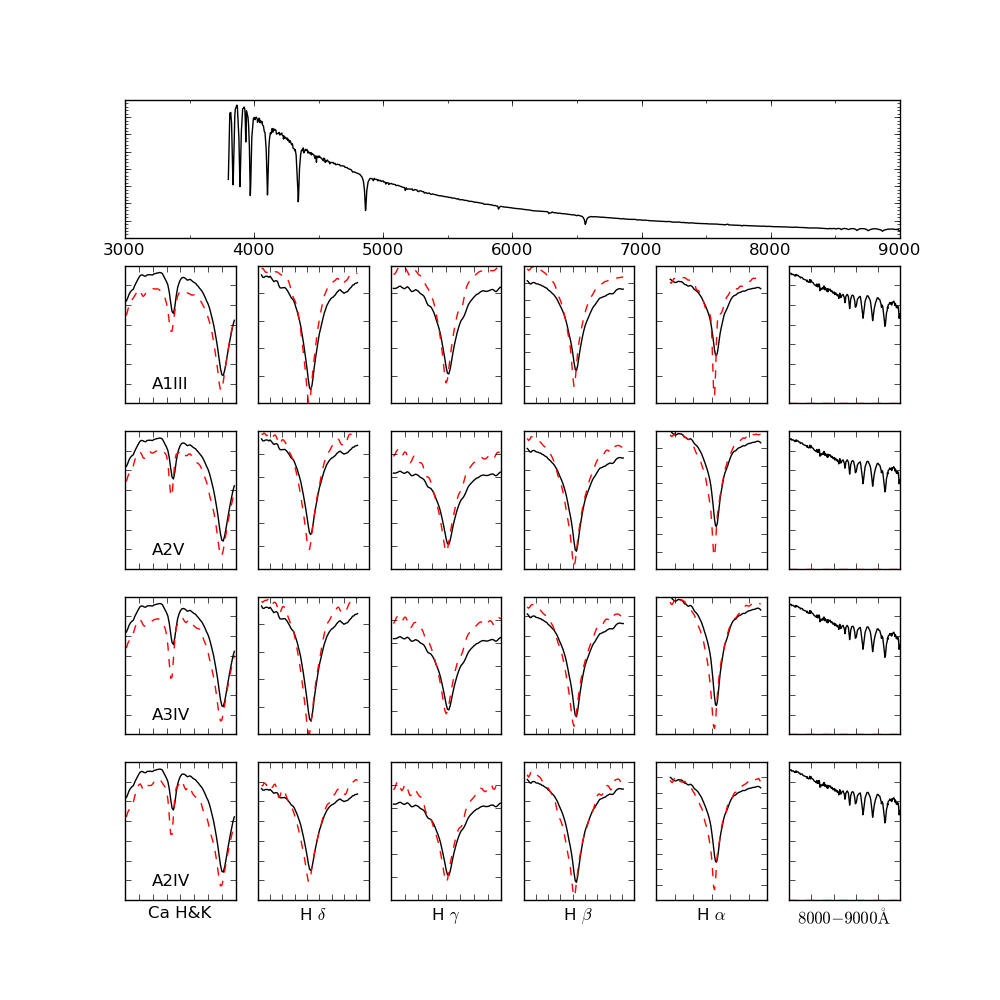 3000 4000 5000 6000 7000 8000 9000
A1III
A2V
A3IV
A2IV
Ca H&K H δ H γ H β H α 8000−9000Å